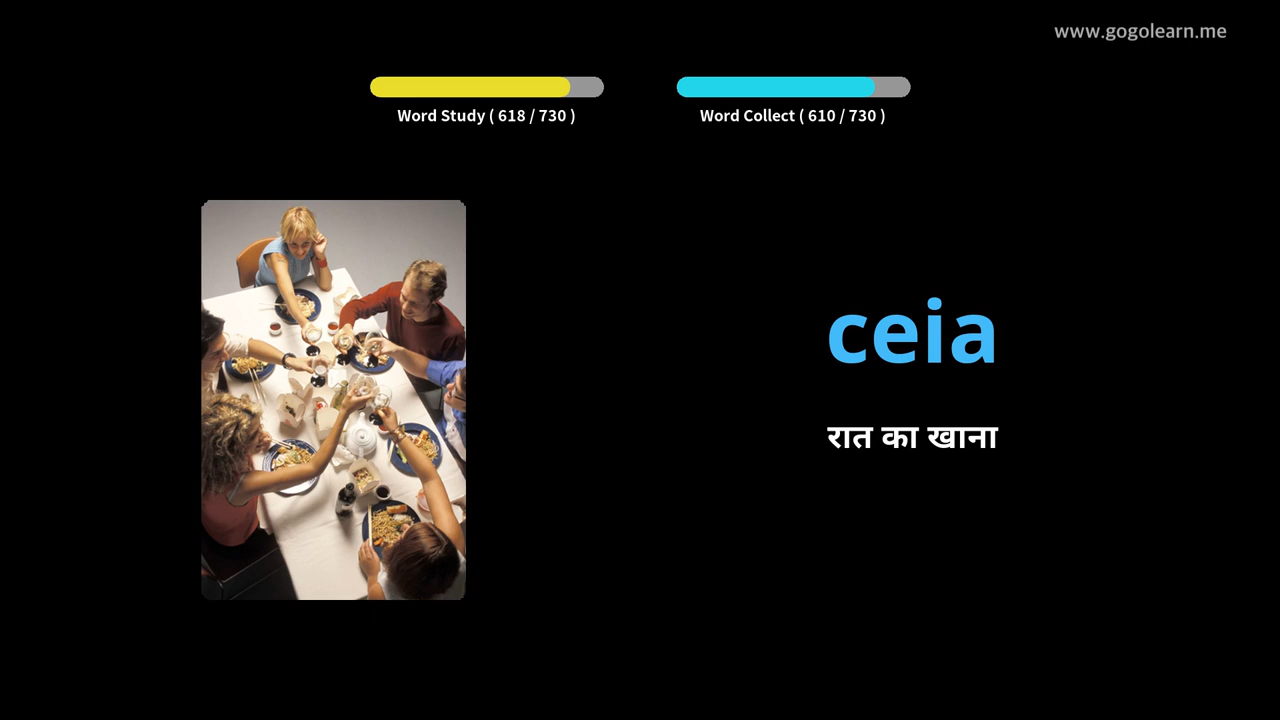 www.gogolearn.me
Word Study ( 618 / 730 )
Word Collect ( 610 / 730 )
ceia
रात का खाना